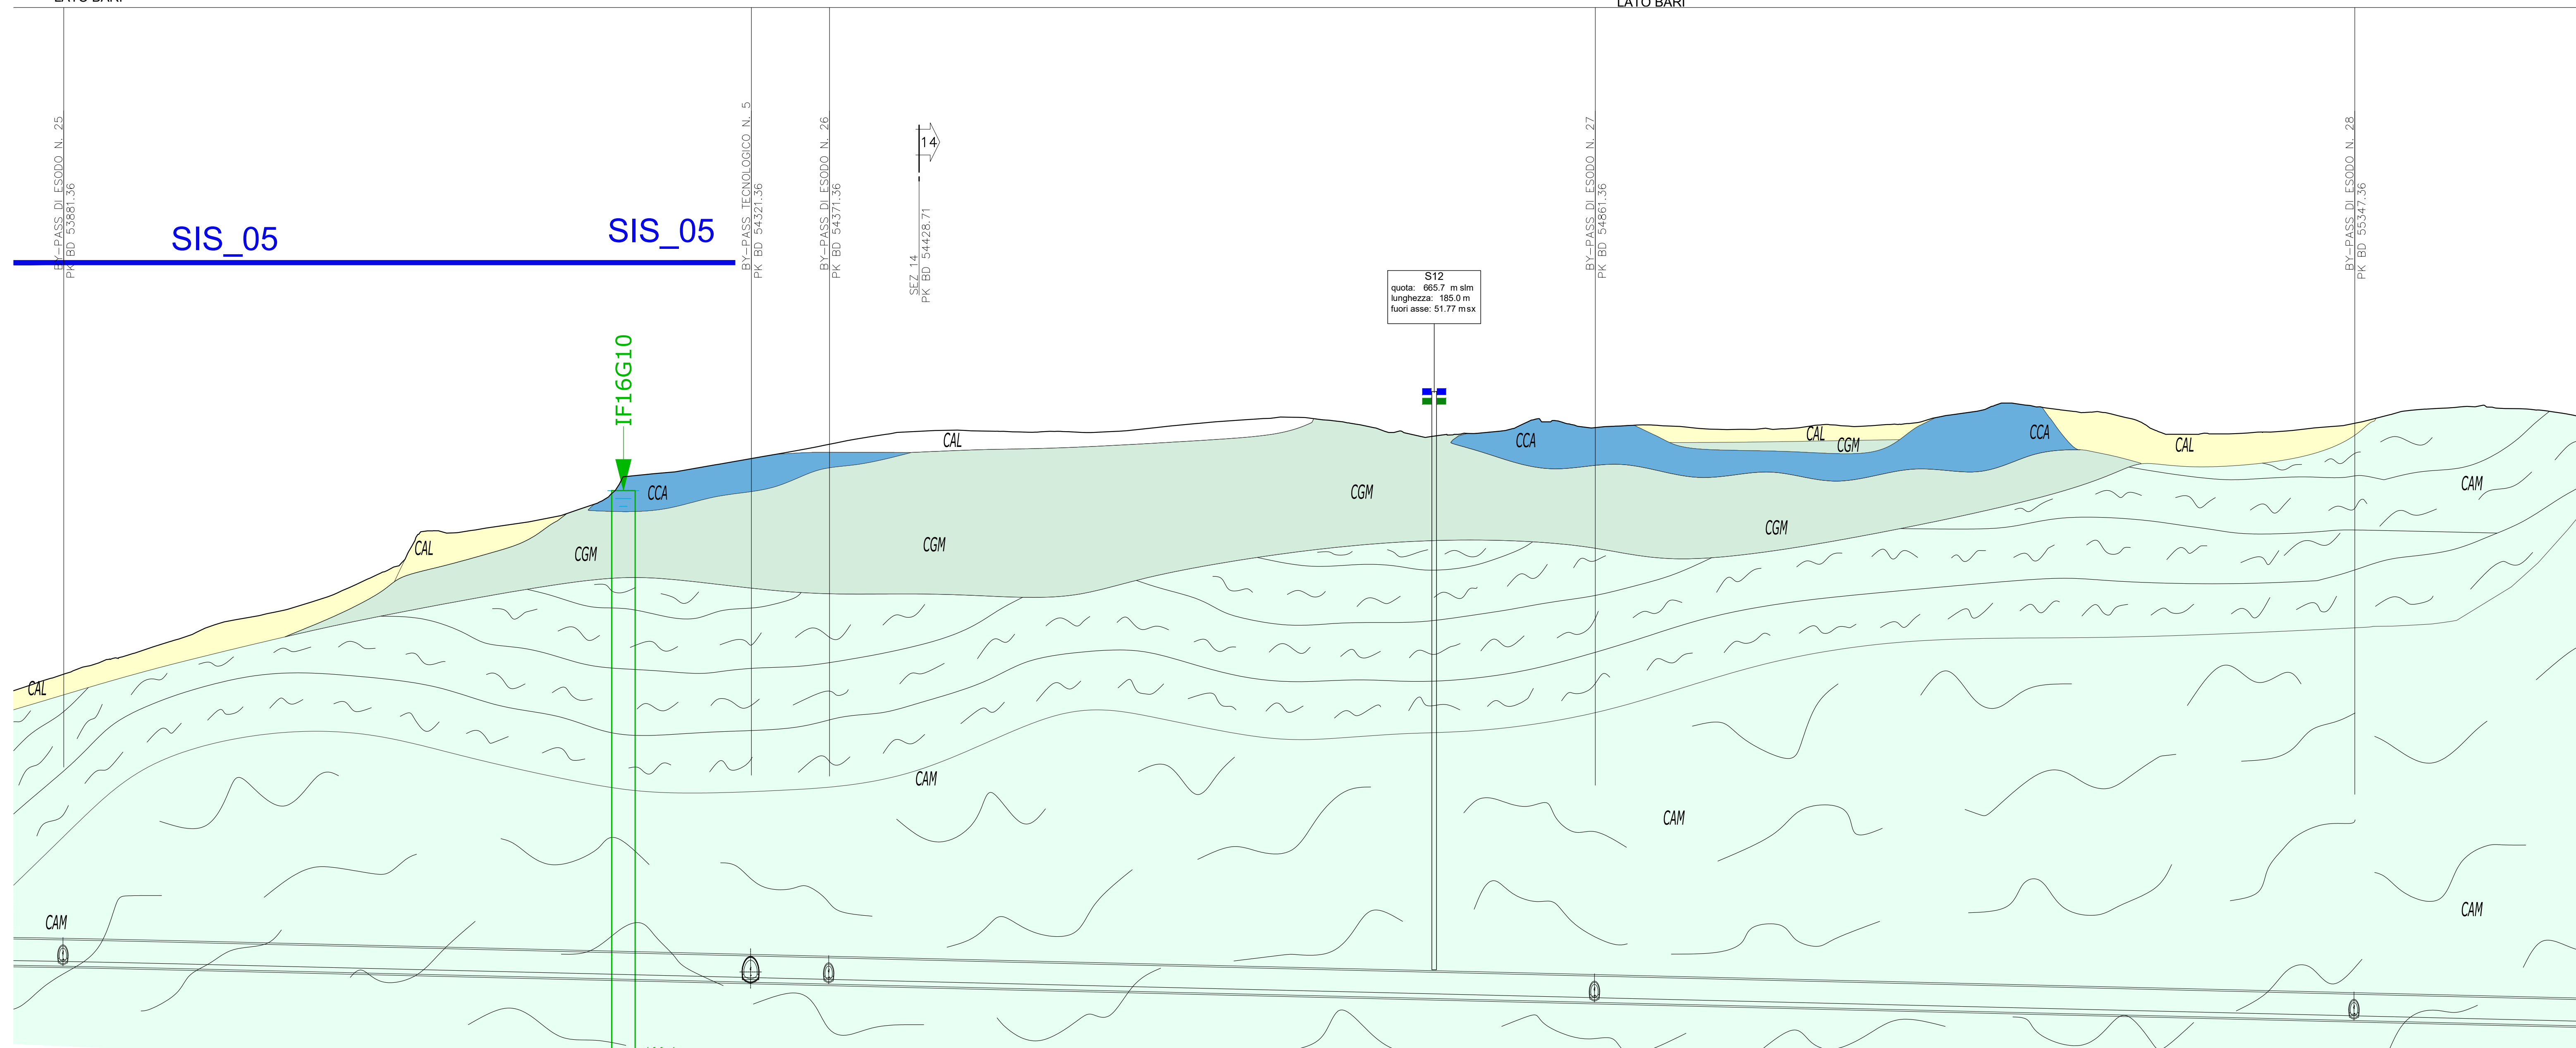 LATO BARI
LATO BARI
BY-PASS DI ESODO N. 25
PK BD 53881.36
SIS_05
SIS_05
BY-PASS TECNOLOGICO N. 5
PK BD 54321.36
BY-PASS DI ESODO N. 26
PK BD 54371.36
14
SEZ 14
PK BD 54428.71
S12
quota: 665.7 m slm
lunghezza: 185.0 m
fuori asse: 51.77 m sx
BY-PASS DI ESODO N. 27
PK BD 54861.36
BY-PASS DI ESODO N. 28
PK BD 55347.36
IF16G10
CAL
CCA
CAL
CGM
CCA
CAL
CAM
CCA
CGM
CAL
CGM
CGM
CGM
CAL
CAM
CAM
CAM
CAM